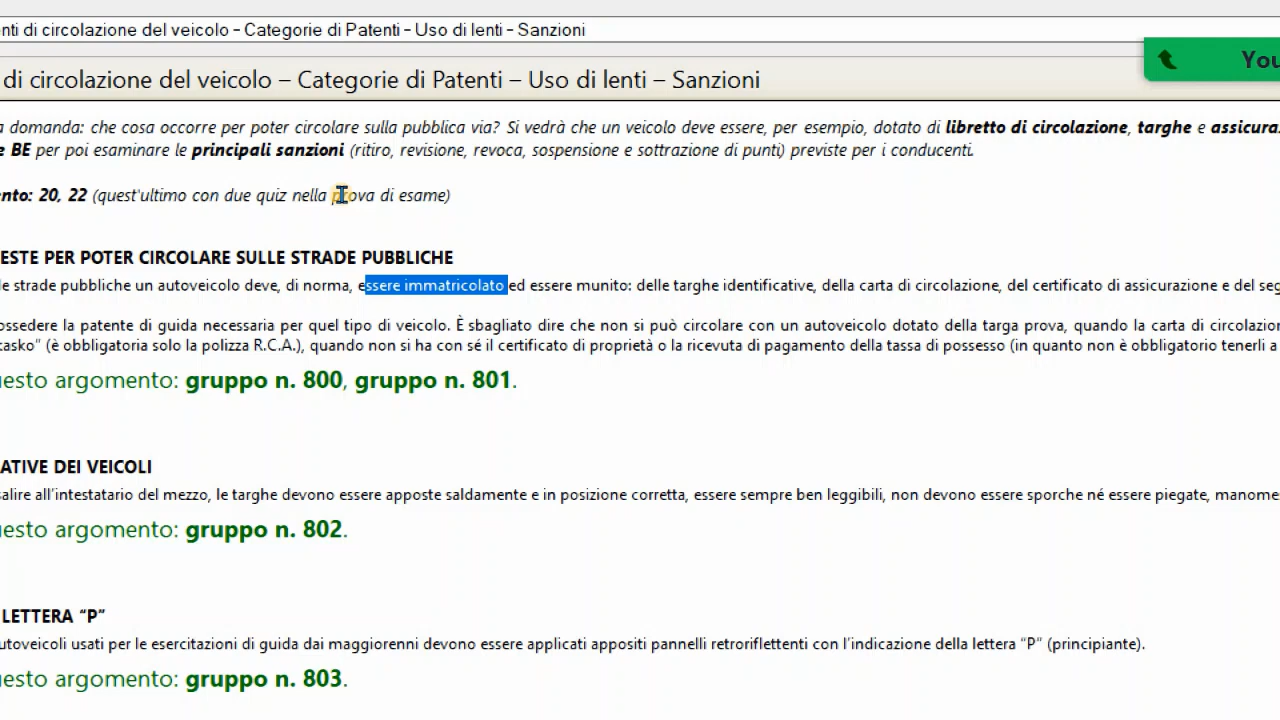 nti di circolazione del veicolo – Categorie di Patenti – Uso di lenti – Sanzioni
You
di circolazione del veicolo – Categorie di Patenti – Uso di lenti – Sanzioni
a domanda: che cosa occorre per poter circolare sulla pubblica via? Si vedrà che un veicolo deve essere, per esempio, dotato di libretto di circolazione, targhe e assicura
e BE per poi esaminare le principali sanzioni (ritiro, revisione, revoca, sospensione e sottrazione di punti) previste per i conducenti.
nto: 20, 22 (quest'ultimo con due quiz nella prova di esame)
ESTE PER POTER CIRCOLARE SULLE STRADE PUBBLICHE
le strade pubbliche un autoveicolo deve, di norma, essere immatricolato ed essere munito: delle targhe identificative, della carta di circolazione, del certificato di assicurazione e del seg
ossedere la patente di guida necessaria per quel tipo di veicolo. È sbagliato dire che non si può circolare con un autoveicolo dotato della targa prova, quando la carta di circolazion
casko” (è obbligatoria solo la polizza R.C.A.), quando non si ha con sé il certificato di proprietà o la ricevuta di pagamento della tassa di possesso (in quanto non è obbligatorio tenerli a
uesto argomento: gruppo n. 800, gruppo n. 801.
ATIVE DEI VEICOLI
salire all’intestatario del mezzo, le targhe devono essere apposte saldamente e in posizione corretta, essere sempre ben leggibili, non devono essere sporche né essere piegate, manome
uesto argomento: gruppo n. 802.
LETTERA “P”
utoveicoli usati per le esercitazioni di guida dai maggiorenni devono essere applicati appositi pannelli retroriflettenti con l’indicazione della lettera “P” (principiante).
uesto argomento: gruppo n. 803.